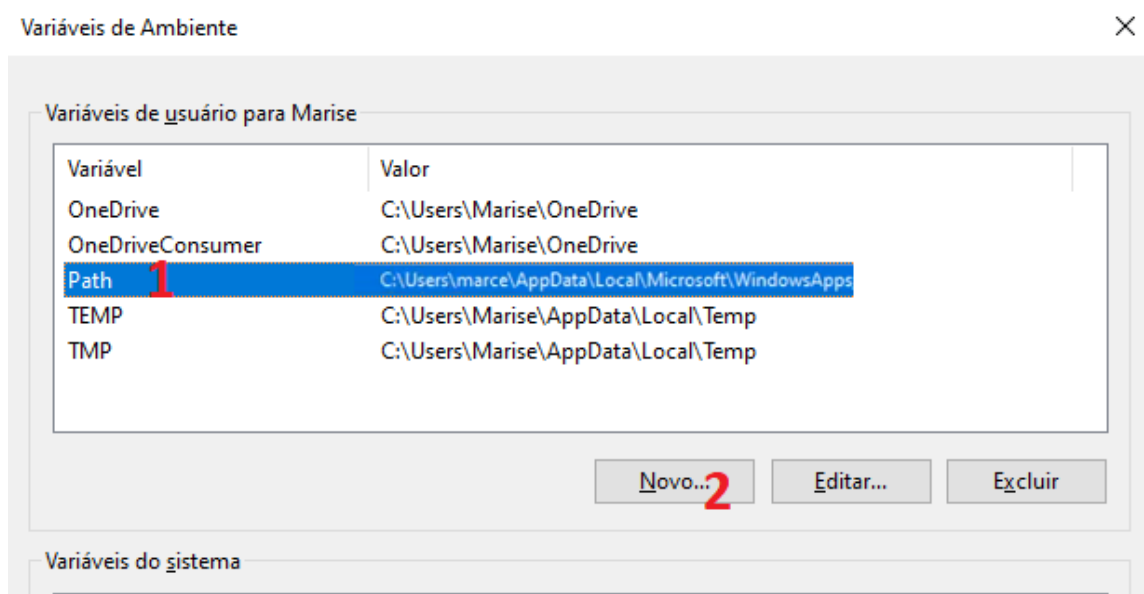 Variáveis de Ambiente
Variáveis de usuário para Marise
Variável Valor
OneDrive C:\Users\Marise\OneDrive
OneDriveConsumer C:\Users\Marise\OneDrive
Path 1 C:\Users\marce\AppData\Local\Microsoft\WindowsApps
TEMP C:\Users\Marise\AppData\Local\Temp
TMP C:\Users\Marise\AppData\Local\Temp
Novo... 2 Editar... Excluir
Variáveis do sistema